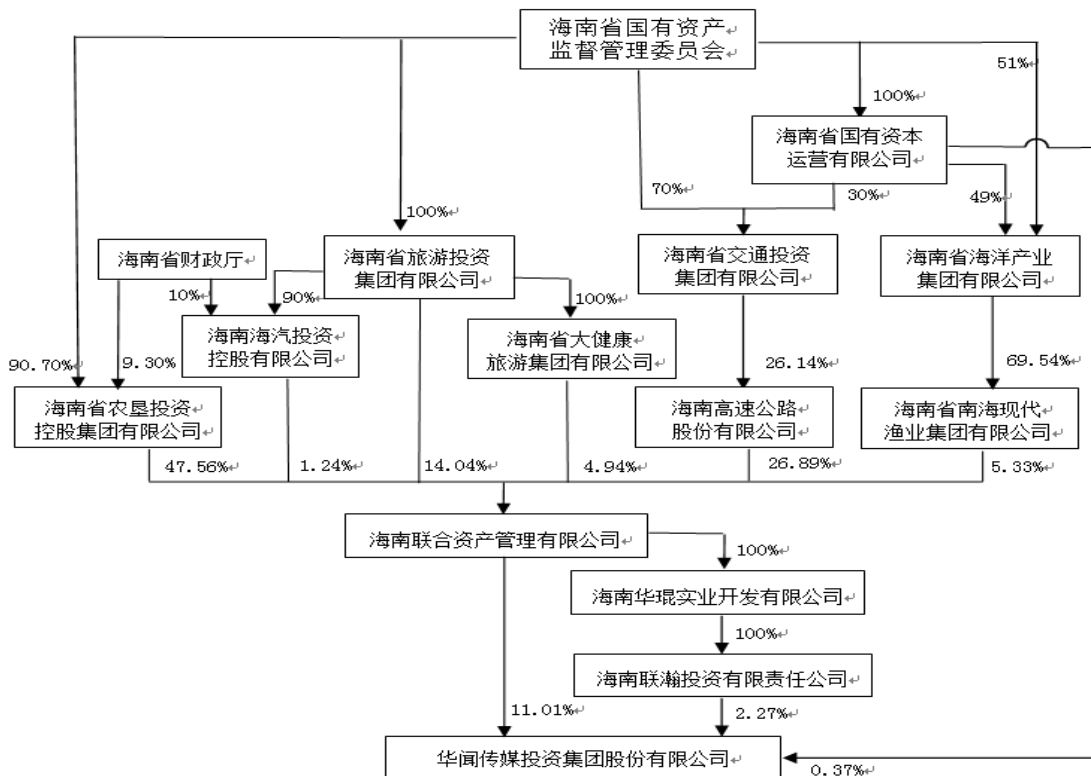 海南省国有资产
监督管理委员会
51%
100%
海南省国有资本
运营有限公司
70%
30%
49%
100%
海南省财政厅
海南省旅游投资
集团有限公司
海南省交通投资
集团有限公司
海南省海洋产业
集团有限公司
10%
90%
100%
海南海汽投资
控股有限公司
海南省大健康
旅游集团有限公司
90.70%
9.30%
26.14%
69.54%
海南省农垦投资
控股集团有限公司
海南高速公路
股份有限公司
海南省南海现代
渔业集团有限公司
47.56%
1.24%
14.04%
4.94%
26.89%
5.33%
海南联合资产管理有限公司
100%
海南华琨实业开发有限公司
100%
海南联瀚投资有限责任公司
11.01%
2.27%
华闻传媒投资集团股份有限公司
0.37%